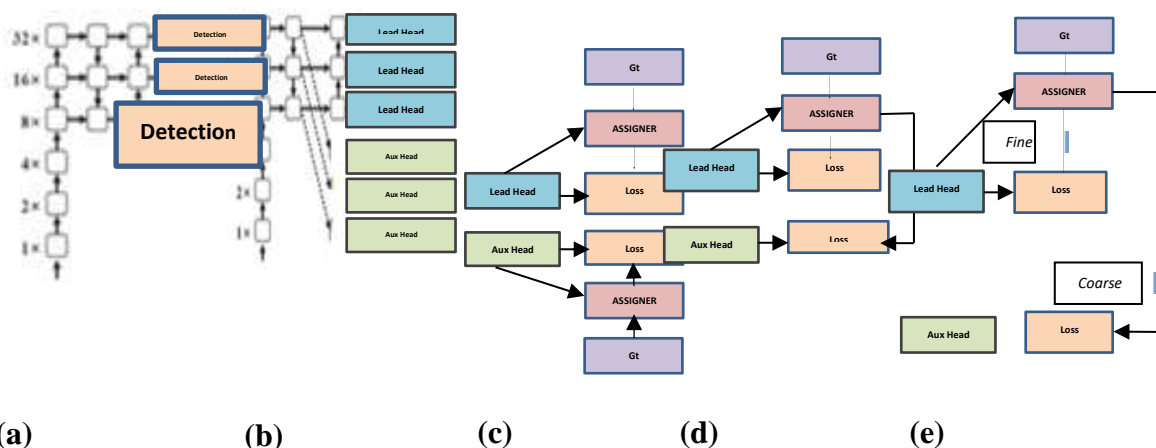 32×
16×
8×
4×
2×
1×
Detection
Detection
Detection
2×
1×
Lead Head
Lead Head
Lead Head
Aux Head
Aux Head
Aux Head
Gt
ASSIGNER
Lead Head
Loss
Aux Head
Loss
ASSIGNER
Gt
Gt
ASSIGNER
Lead Head
Loss
Aux Head
Loss
Gt
ASSIGNER
Fine
Lead Head
Loss
Coarse
Aux Head
Loss
(a)
(b)
(c)
(d)
(e)